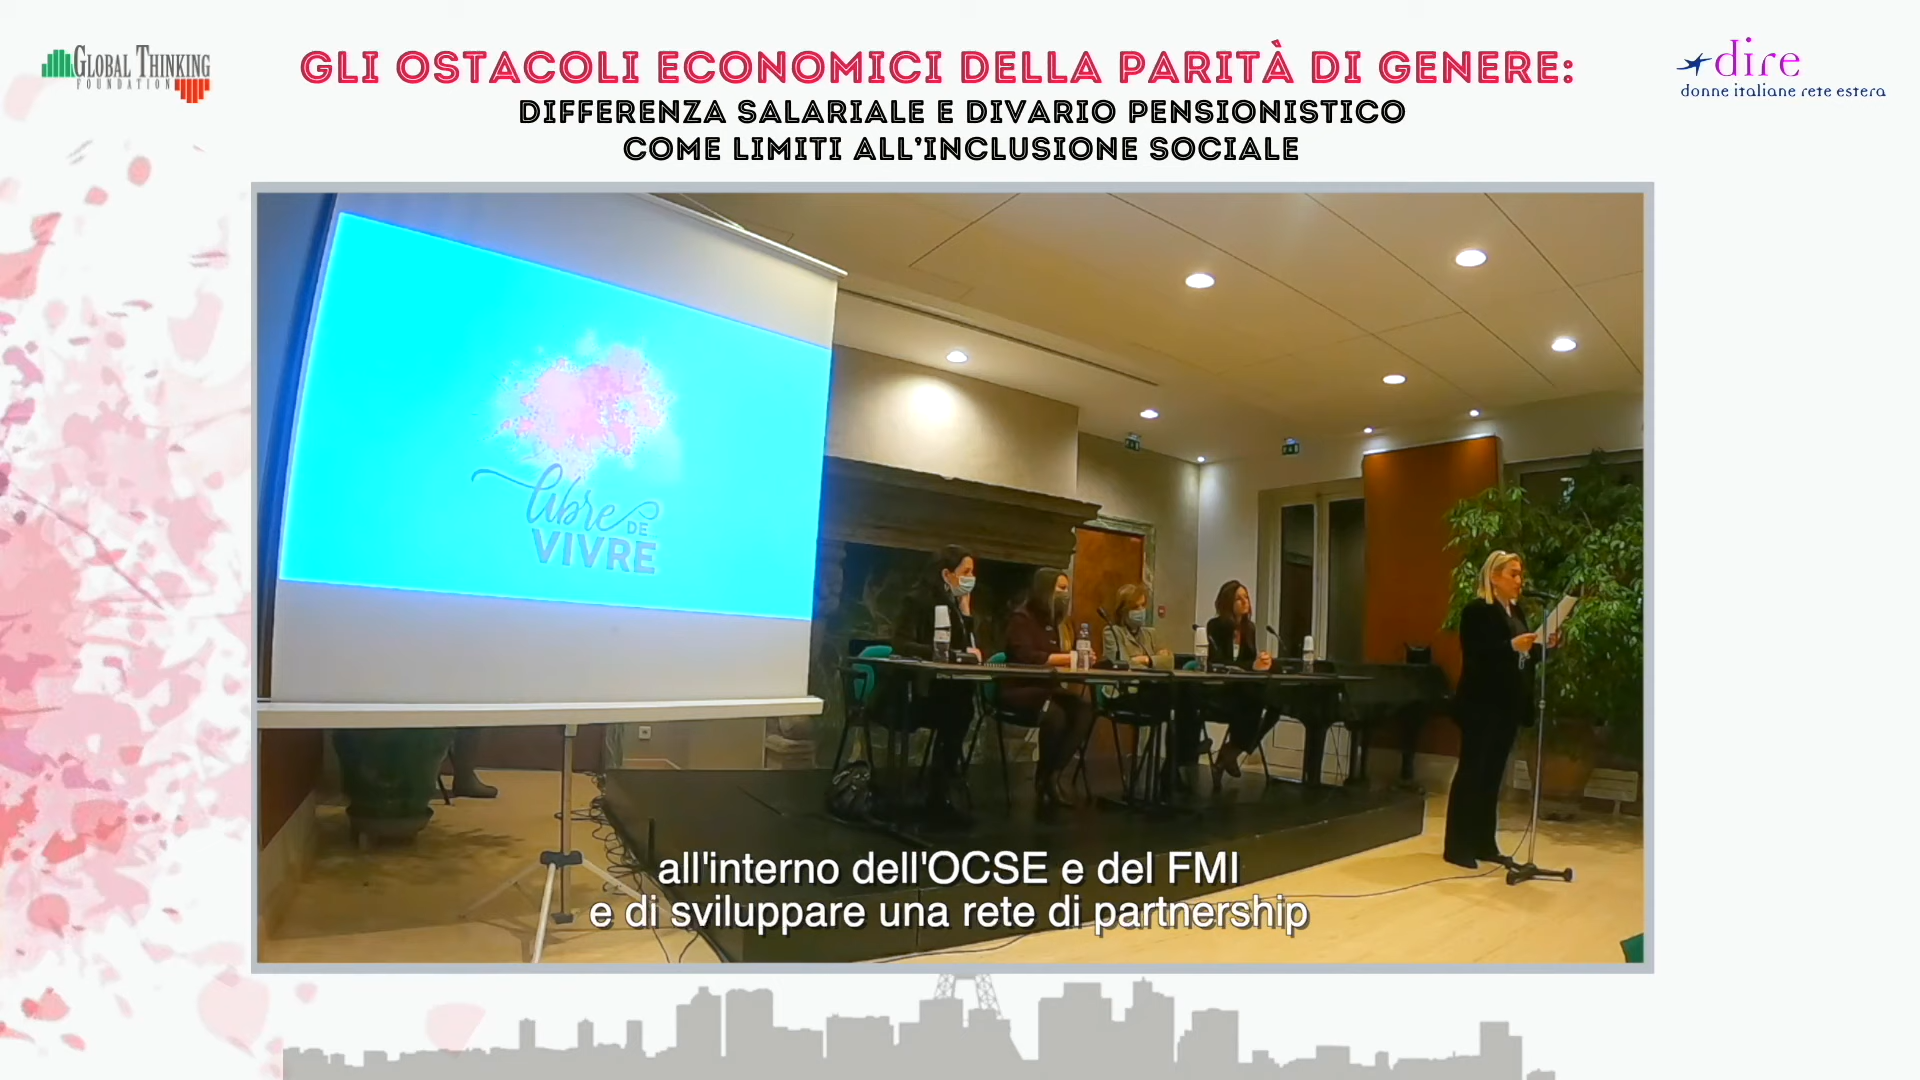 GLOBAL THINKING
FOUNDATION
GLI OSTACOLI ECONOMICI DELLA PARITÀ DI GENERE:
DIFFERENZA SALARIALE E DIVARIO PENSIONISTICO
COME LIMITI ALL'INCLUSIONE SOCIALE
dire
donne italiane rete estera
libre DE
VIVRE
all'interno dell'OCSE e del FMI
e di sviluppare una rete di partnership